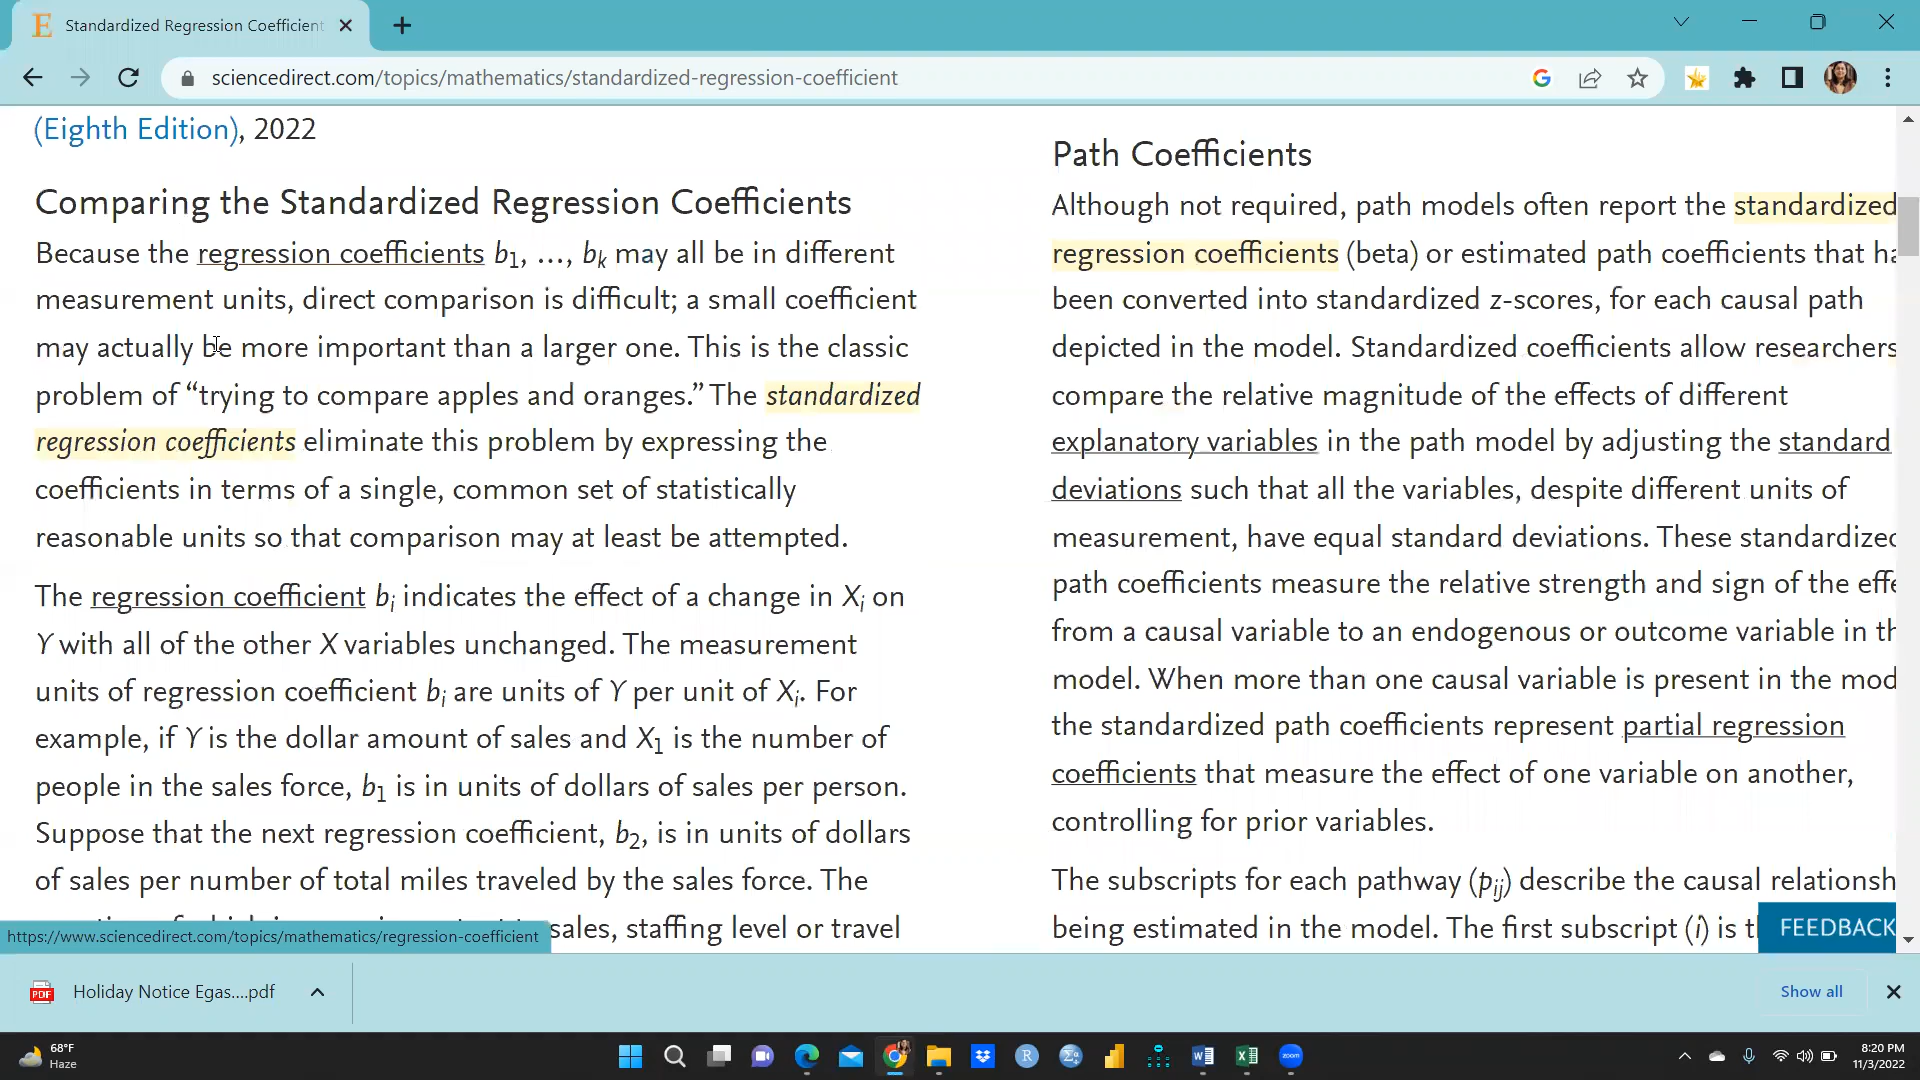 Standardized Regression Coefficient
sciencedirect.com/topics/mathematics/standardized-regression-coefficient
(Eighth Edition), 2022
Comparing the Standardized Regression Coefficients
Because the regression coefficients b1, ..., bk may all be in different
measurement units, direct comparison is difficult; a small coefficient
may actually be more important than a larger one. This is the classic
problem of “trying to compare apples and oranges.” The standardized
regression coefficients eliminate this problem by expressing the
coefficients in terms of a single, common set of statistically
reasonable units so that comparison may at least be attempted.
The regression coefficient bi indicates the effect of a change in Xi on
Y with all of the other X variables unchanged. The measurement
units of regression coefficient bi are units of Y per unit of Xi. For
example, if Y is the dollar amount of sales and X1 is the number of
people in the sales force, b1 is in units of dollars of sales per person.
Suppose that the next regression coefficient, b2, is in units of dollars
of sales per number of total miles traveled by the sales force. The
sales, staffing level or travel
https://www.sciencedirect.com/topics/mathematics/regression-coefficient
Path Coefficients
Although not required, path models often report the standardized
regression coefficients (beta) or estimated path coefficients that ha
been converted into standardized z-scores, for each causal path
depicted in the model. Standardized coefficients allow researchers
compare the relative magnitude of the effects of different
explanatory variables in the path model by adjusting the standard
deviations such that all the variables, despite different units of
measurement, have equal standard deviations. These standardized
path coefficients measure the relative strength and sign of the effe
from a causal variable to an endogenous or outcome variable in th
model. When more than one causal variable is present in the mod
the standardized path coefficients represent partial regression
coefficients that measure the effect of one variable on another,
controlling for prior variables.
The subscripts for each pathway (pij) describe the causal relationsh
being estimated in the model. The first subscript (i) is t
FEEDBACK
PDF
Holiday Notice Egas....pdf
Show all
68°F
Haze
zoom
8:20 PM
11/3/2022